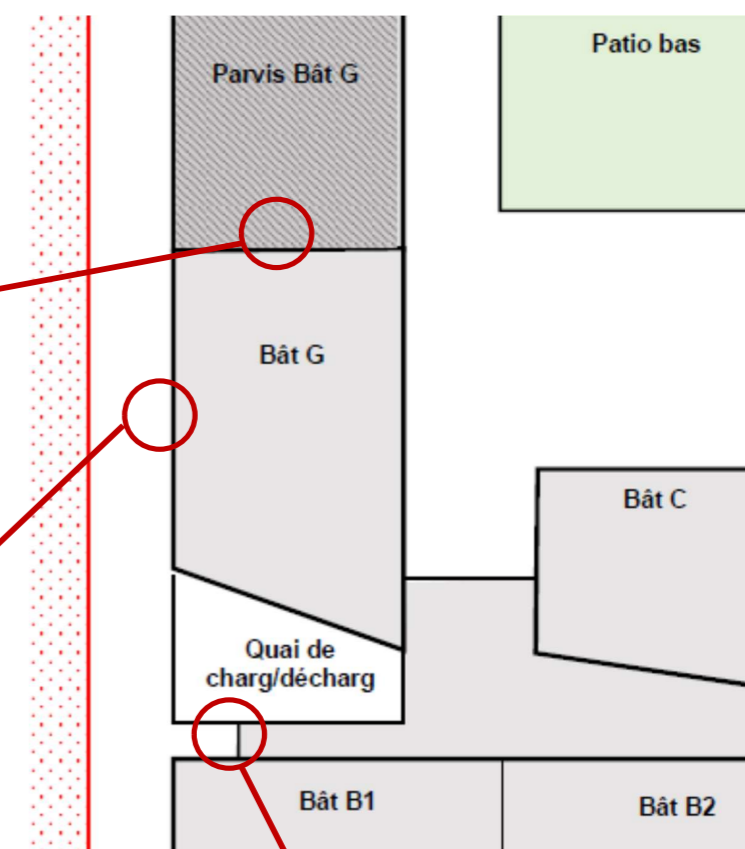 Patio bas
Parvis Bât G
Bât G
Bât C
Quai de
charg/décharg
Bât B1
Bât B2